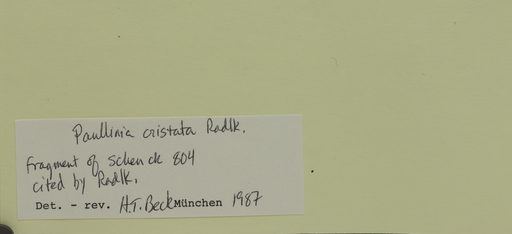 Paullinia cristata Radlk.
Fragment of Schenck 804
cited by Radlk.
Det. - rev. H.T. Beck München 1987